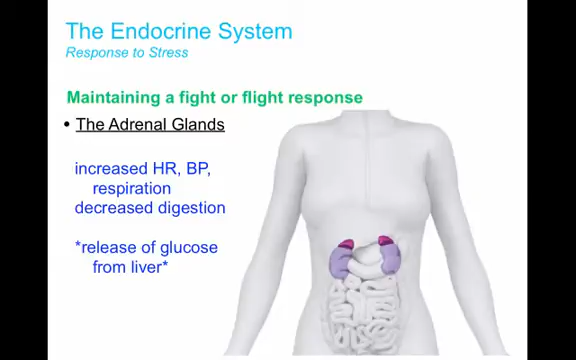 The Endocrine System
Response to Stress
Maintaining a fight or flight response
• The Adrenal Glands
increased HR, BP,
respiration
decreased digestion
*release of glucose
from liver*